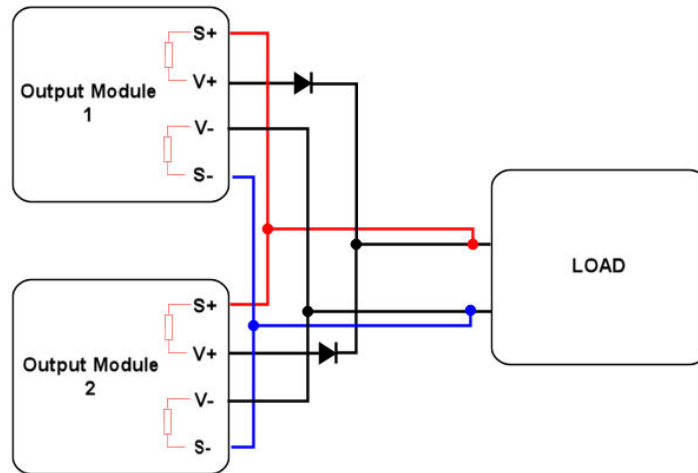 S+
V+
Output Module
1
V-
S-
LOAD
S+
V+
Output Module
2
V-
S-